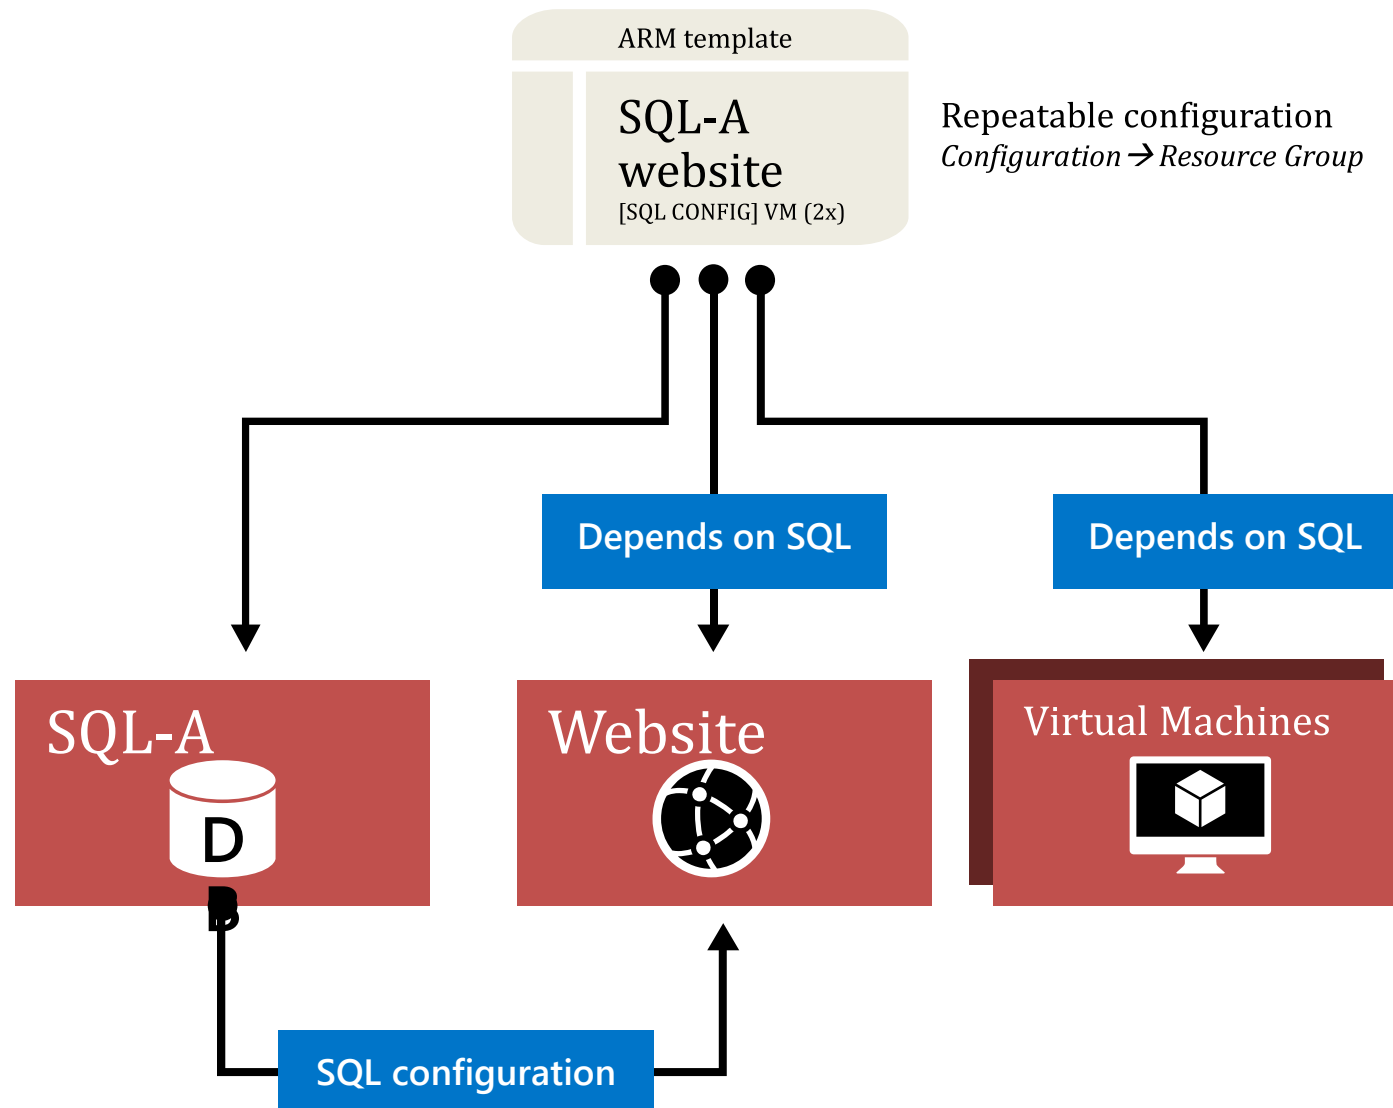 ARM template
SQL-A
website
[SQL CONFIG] VM (2x)
Repeatable configuration
Configuration → Resource Group
Depends on SQL
Depends on SQL
SQL-A
D
B
Website
Virtual Machines
SQL configuration